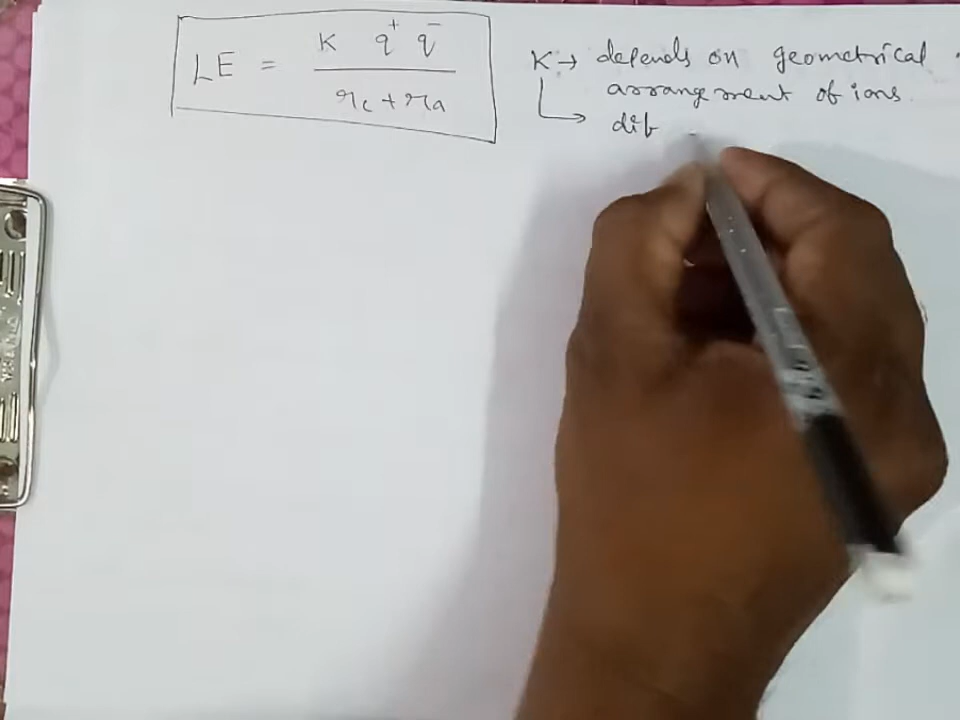 LE = K q⁺ q⁻ / r_c + r_a
K → depends on geometrical
arrangement of ions.
dif